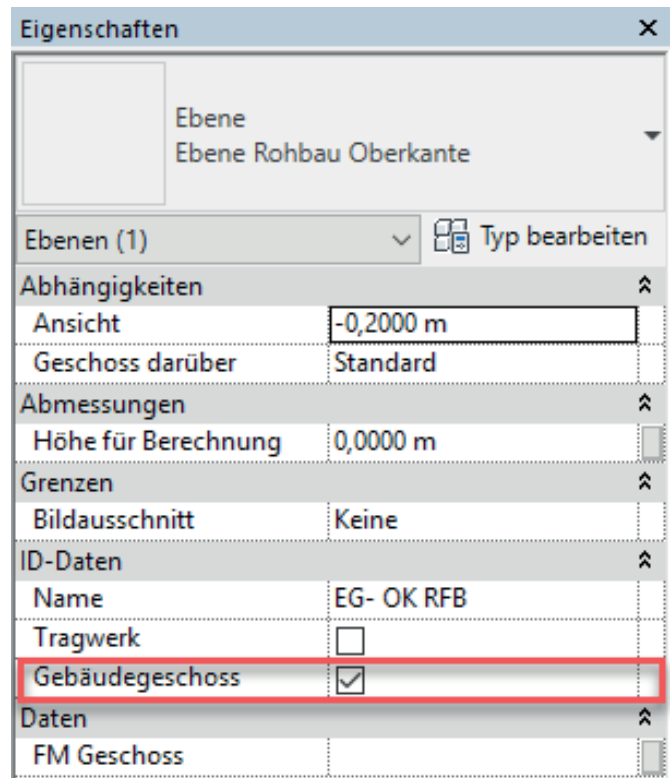 Eigenschaften
Ebene
Ebene Rohbau Oberkante
Ebenen (1) Typ bearbeiten
Abhängigkeiten
Ansicht -0,2000 m
Geschoss darüber Standard
Abmessungen
Höhe für Berechnung 0,0000 m
Grenzen
Bildausschnitt Keine
ID-Daten
Name EG- OK RFB
Tragwerk
Gebäudegeschoss
Daten
FM Geschoss